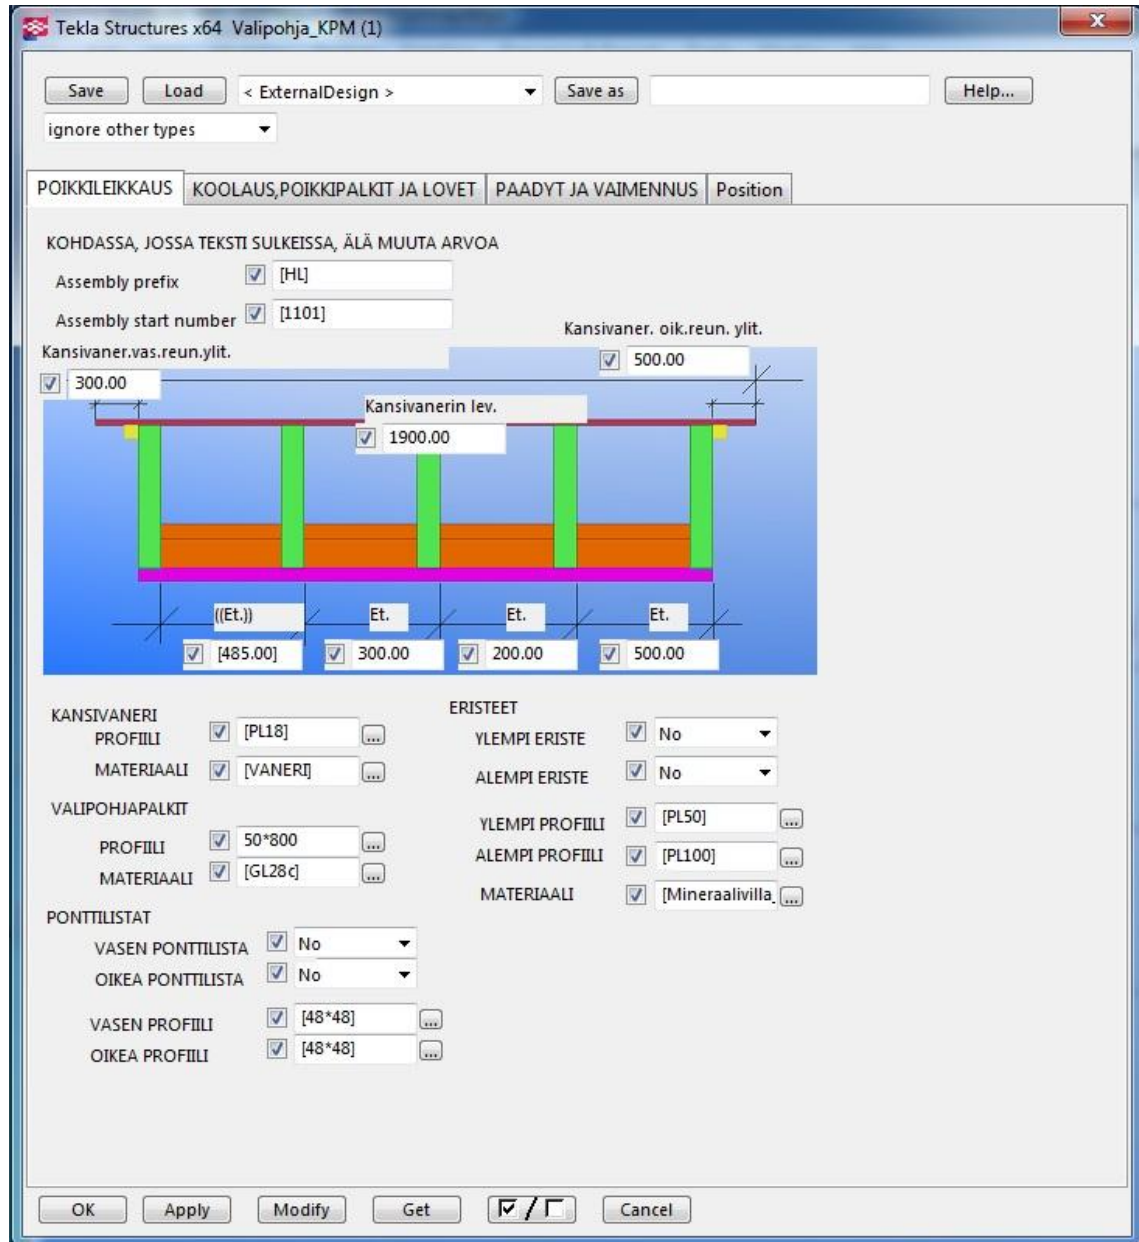 Tekla Structures x64 Valipohja_KPM (1)
Save Load < ExternalDesign > Save as Help...
ignore other types
POIKKILEIKKAUS KOOLAUS,POIKKIPALKIT JA LOVET PAADYT JA VAIMENNUS Position
KOHDASSA, JOSSA TEKSTI SULKEISSA, ÄLÄ MUUTA ARVOA
Assembly prefix [HL]
Assembly start number [1101]
Kansivaner. oik.reun. ylit.
Kansivaner.vas.reun.ylit.
500.00
300.00
Kansivanerin lev.
1900.00
((Et.)) Et. Et. Et.
[485.00] 300.00 200.00 500.00
KANSIVANERI
PROFIILI [PL18] ...
MATERIAALI [VANERI] ...
VALIPOHJAPALKIT
PROFIILI 50*800 ...
MATERIAALI [GL28c] ...
PONTTILISTAT
VASEN PONTTILISTA No
OIKEA PONTTILISTA No
VASEN PROFIILI [48*48] ...
OIKEA PROFIILI [48*48] ...
ERISTEET
YLEMPI ERISTE No
ALEMPI ERISTE No
YLEMPI PROFIILI [PL50] ...
ALEMPI PROFIILI [PL100] ...
MATERIAALI [Mineraalivilla_ ...
OK Apply Modify Get / Cancel